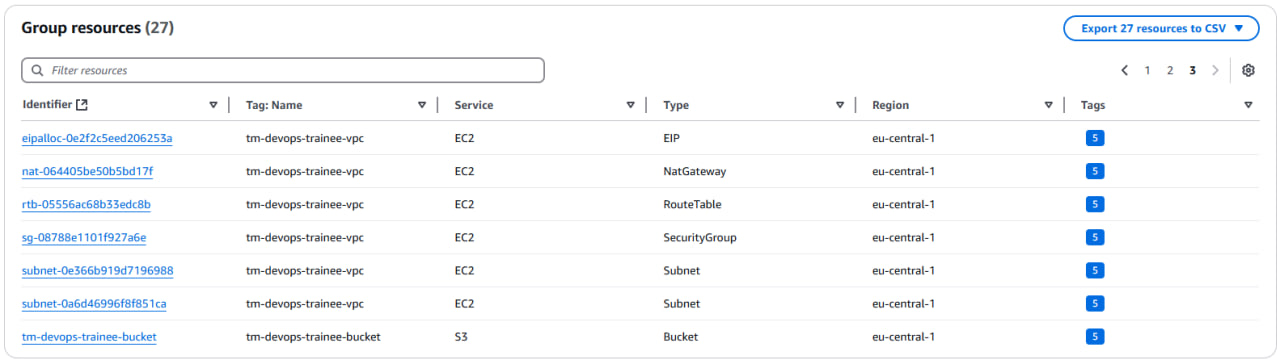 Group resources (27)
Export 27 resources to CSV
Filter resources
1 2 3
Identifier Tag: Name Service Type Region Tags
eipalloc-0e2f2c5eed206253a tm-devops-trainee-vpc EC2 EIP eu-central-1 5
nat-064405be50b5bd17f tm-devops-trainee-vpc EC2 NatGateway eu-central-1 5
rtb-05556ac68b33edc8b tm-devops-trainee-vpc EC2 RouteTable eu-central-1 5
sg-08788e1101f927a6e tm-devops-trainee-vpc EC2 SecurityGroup eu-central-1 5
subnet-0e366b919d7196988 tm-devops-trainee-vpc EC2 Subnet eu-central-1 5
subnet-0a6d46996f8f851ca tm-devops-trainee-vpc EC2 Subnet eu-central-1 5
tm-devops-trainee-bucket tm-devops-trainee-bucket S3 Bucket eu-central-1 5